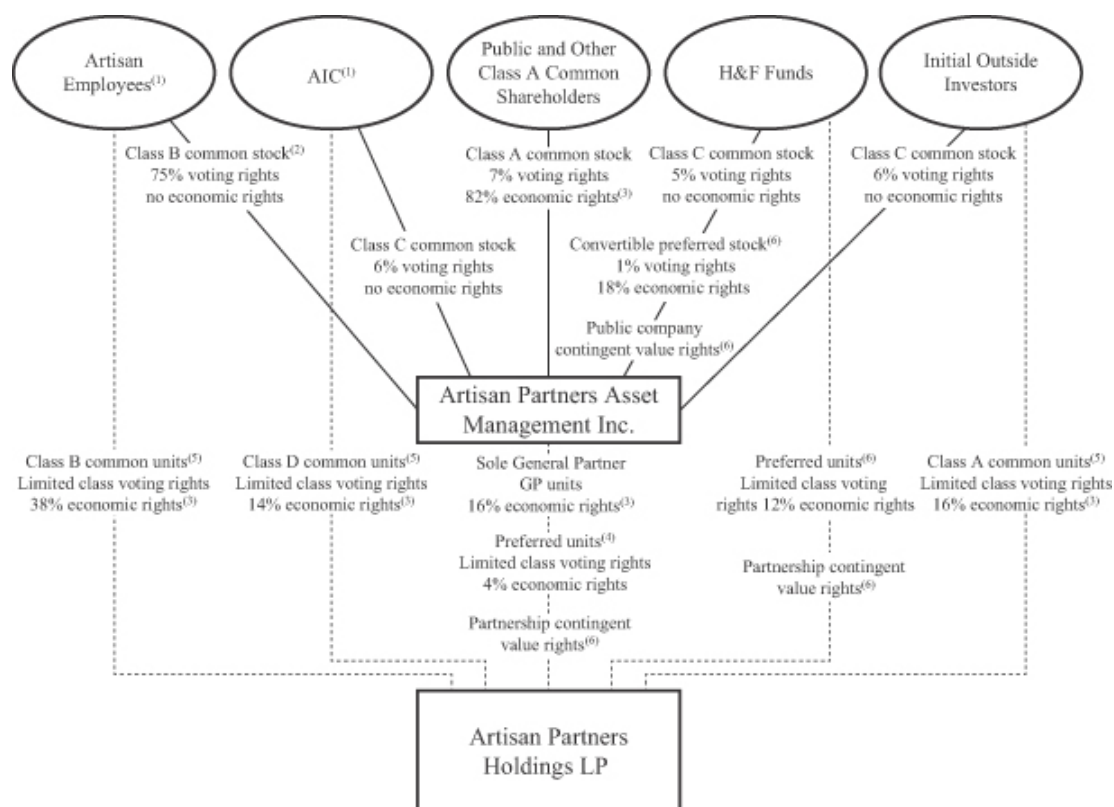 Artisan
Employees(1)
AIC(1)
Public and Other
Class A Common
Shareholders
H&F Funds
Initial Outside
Investors
Class B common stock(2)
75% voting rights
no economic rights
Class C common stock
6% voting rights
no economic rights
Class A common stock
7% voting rights
82% economic rights(3)
Class C common stock
5% voting rights
no economic rights
Convertible preferred stock(6)
1% voting rights
18% economic rights
Public company
contingent value rights(6)
Class C common stock
6% voting rights
no economic rights
Artisan Partners Asset
Management Inc.
Class B common units(5)
Limited class voting rights
38% economic rights(3)
Class D common units(5)
Limited class voting rights
14% economic rights(3)
Sole General Partner
GP units
16% economic rights(3)
Preferred units(4)
Limited class voting rights
4% economic rights
Partnership contingent
value rights(6)
Preferred units(6)
Limited class voting
rights 12% economic rights
Partnership contingent
value rights(6)
Class A common units(5)
Limited class voting rights
16% economic rights(3)
Artisan Partners
Holdings LP